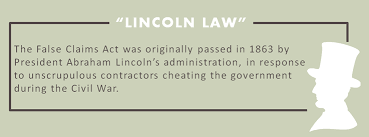 “LINCOLN LAW”
The False Claims Act was originally passed in 1863 by
President Abraham Lincoln’s administration, in response
to unscrupulous contractors cheating the government
during the Civil War.